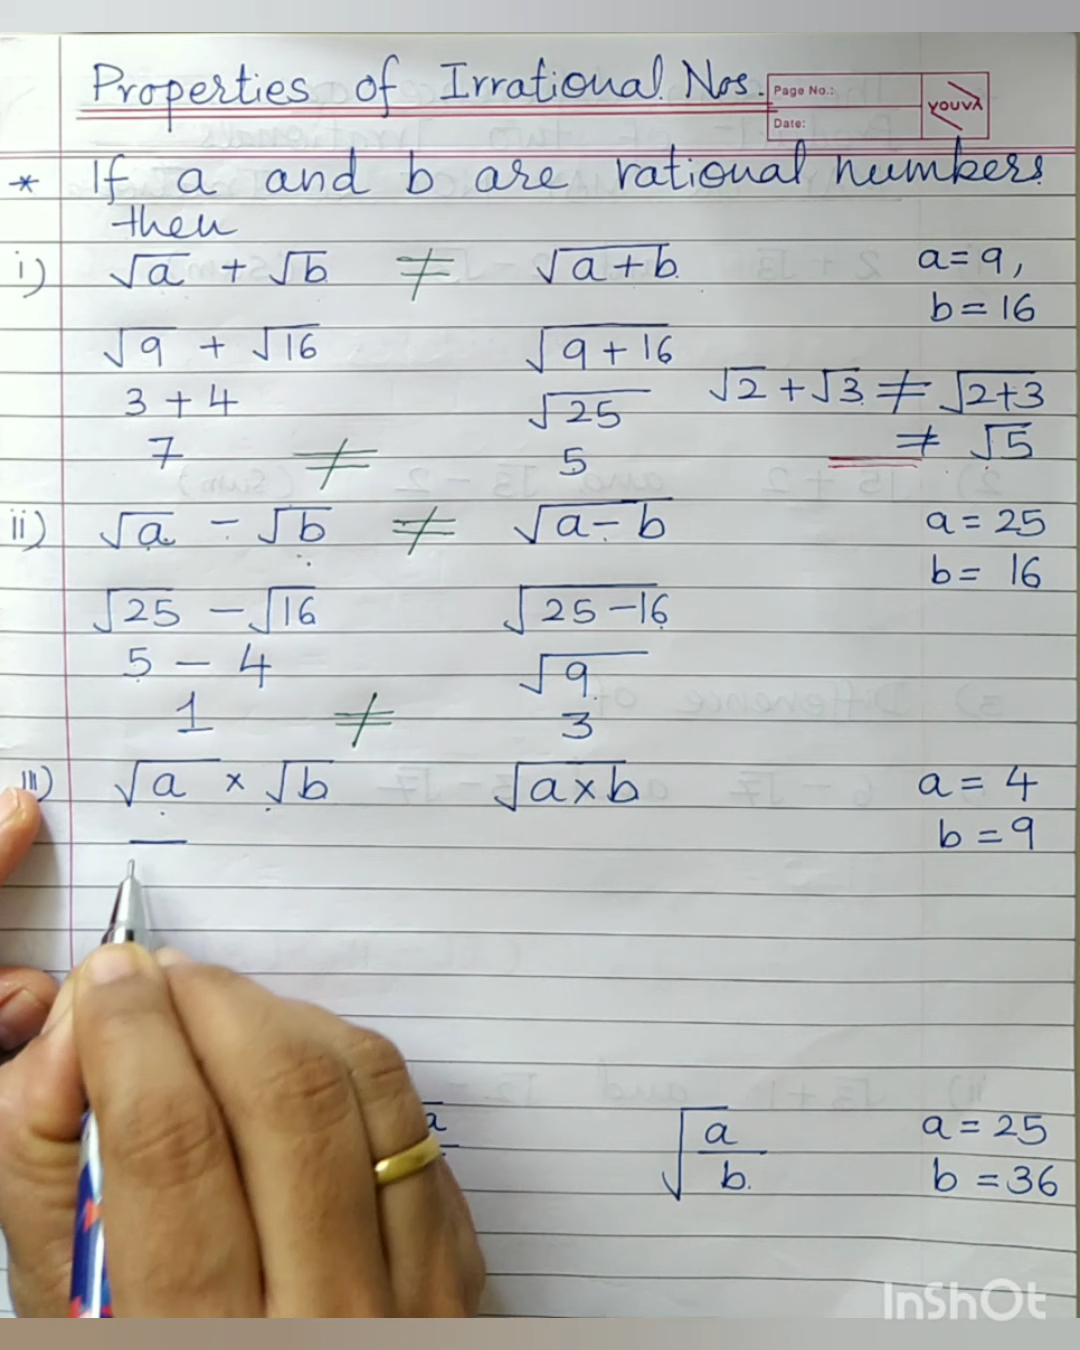 Properties of Irrational Nos.
Page No.:
Date:
YOUVA
* If a and b are rational numbers
then
i) √a + √b ≠ √a+b a=9,
b=16
√9 + √16 √9+16
3+4 √25 √2+√3 ≠ √2+3
7 ≠ 5 ≠ √5
ii) √a - √b ≠ √a-b a=25
b= 16
√25 - √16 √25-16
5 - 4 √9
1 ≠ 3
iii) √a × √b √a×b a = 4
b = 9
a √a/b a = 25
b = 36
InShOt